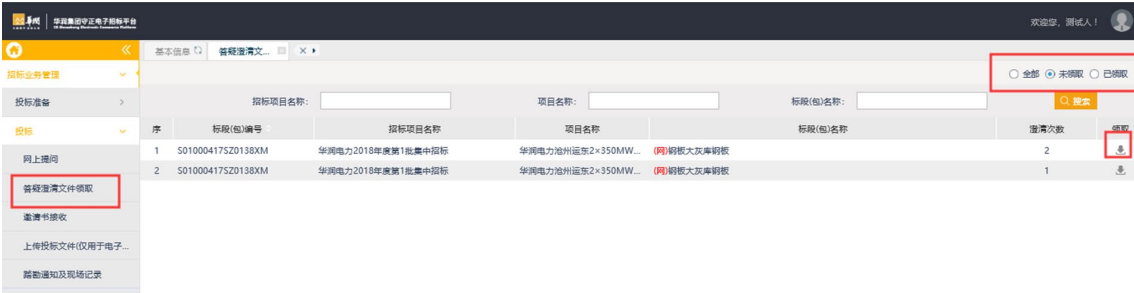 华润 华润集团守正电子招标平台
欢迎您，测试人！
基本信息 答疑澄清文...
招标业务管理
全部 未领取 已领取
投标准备
招标项目名称： 项目名称： 标段(包)名称： 搜索
投标
序 标段(包)编号 招标项目名称 项目名称 标段(包)名称 澄清次数 领取
1 S01000417SZ0138XM 华润电力2018年度第1批集中招标 华润电力池州运东2×350MW... (网)钢板大灰库钢板 2
2 S01000417SZ0138XM 华润电力2018年度第1批集中招标 华润电力池州运东2×350MW... (网)钢板大灰库钢板 1
网上提问
答疑澄清文件领取
邀请书接收
上传投标文件(仅用于电子...
踏勘通知及现场记录